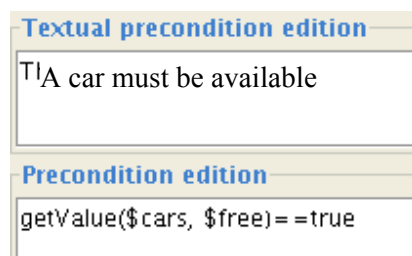 Textual precondition edition
A car must be available
Precondition edition
getValue($cars, $free)==true